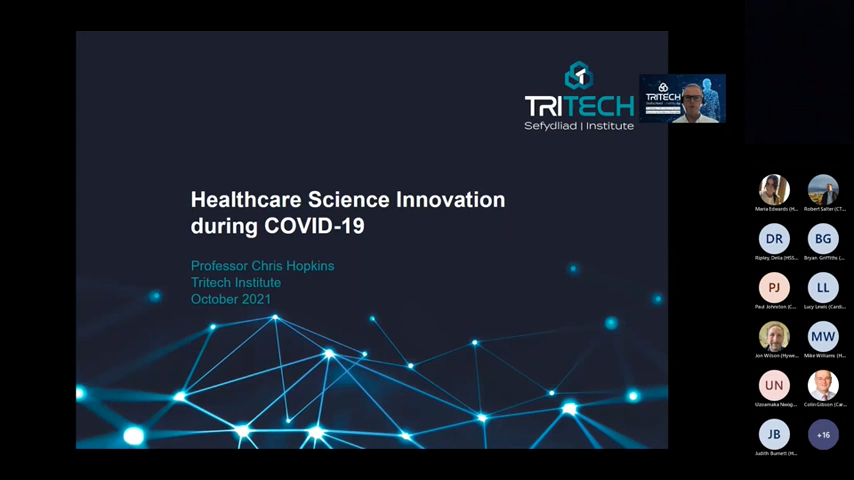 TRITECH
Sefydliad | Institute
TRITECH
Healthcare Science Innovation
during COVID-19
Professor Chris Hopkins
Tritech Institute
October 2021
Maria Edwards (H...
Robert Salter (CT...
DR
BG
Ripley, Delia (HSS...
Bryan Griffiths (...
PJ
LL
Paul Johnston (C...
Lucy Lewis (Cardi...
MW
Jon Wilson (Hywe...
Mike Williams (H...
UN
Uzoamaka Nwog...
Colin Gibson (Car...
JB
+16
Judith Burnett (H...